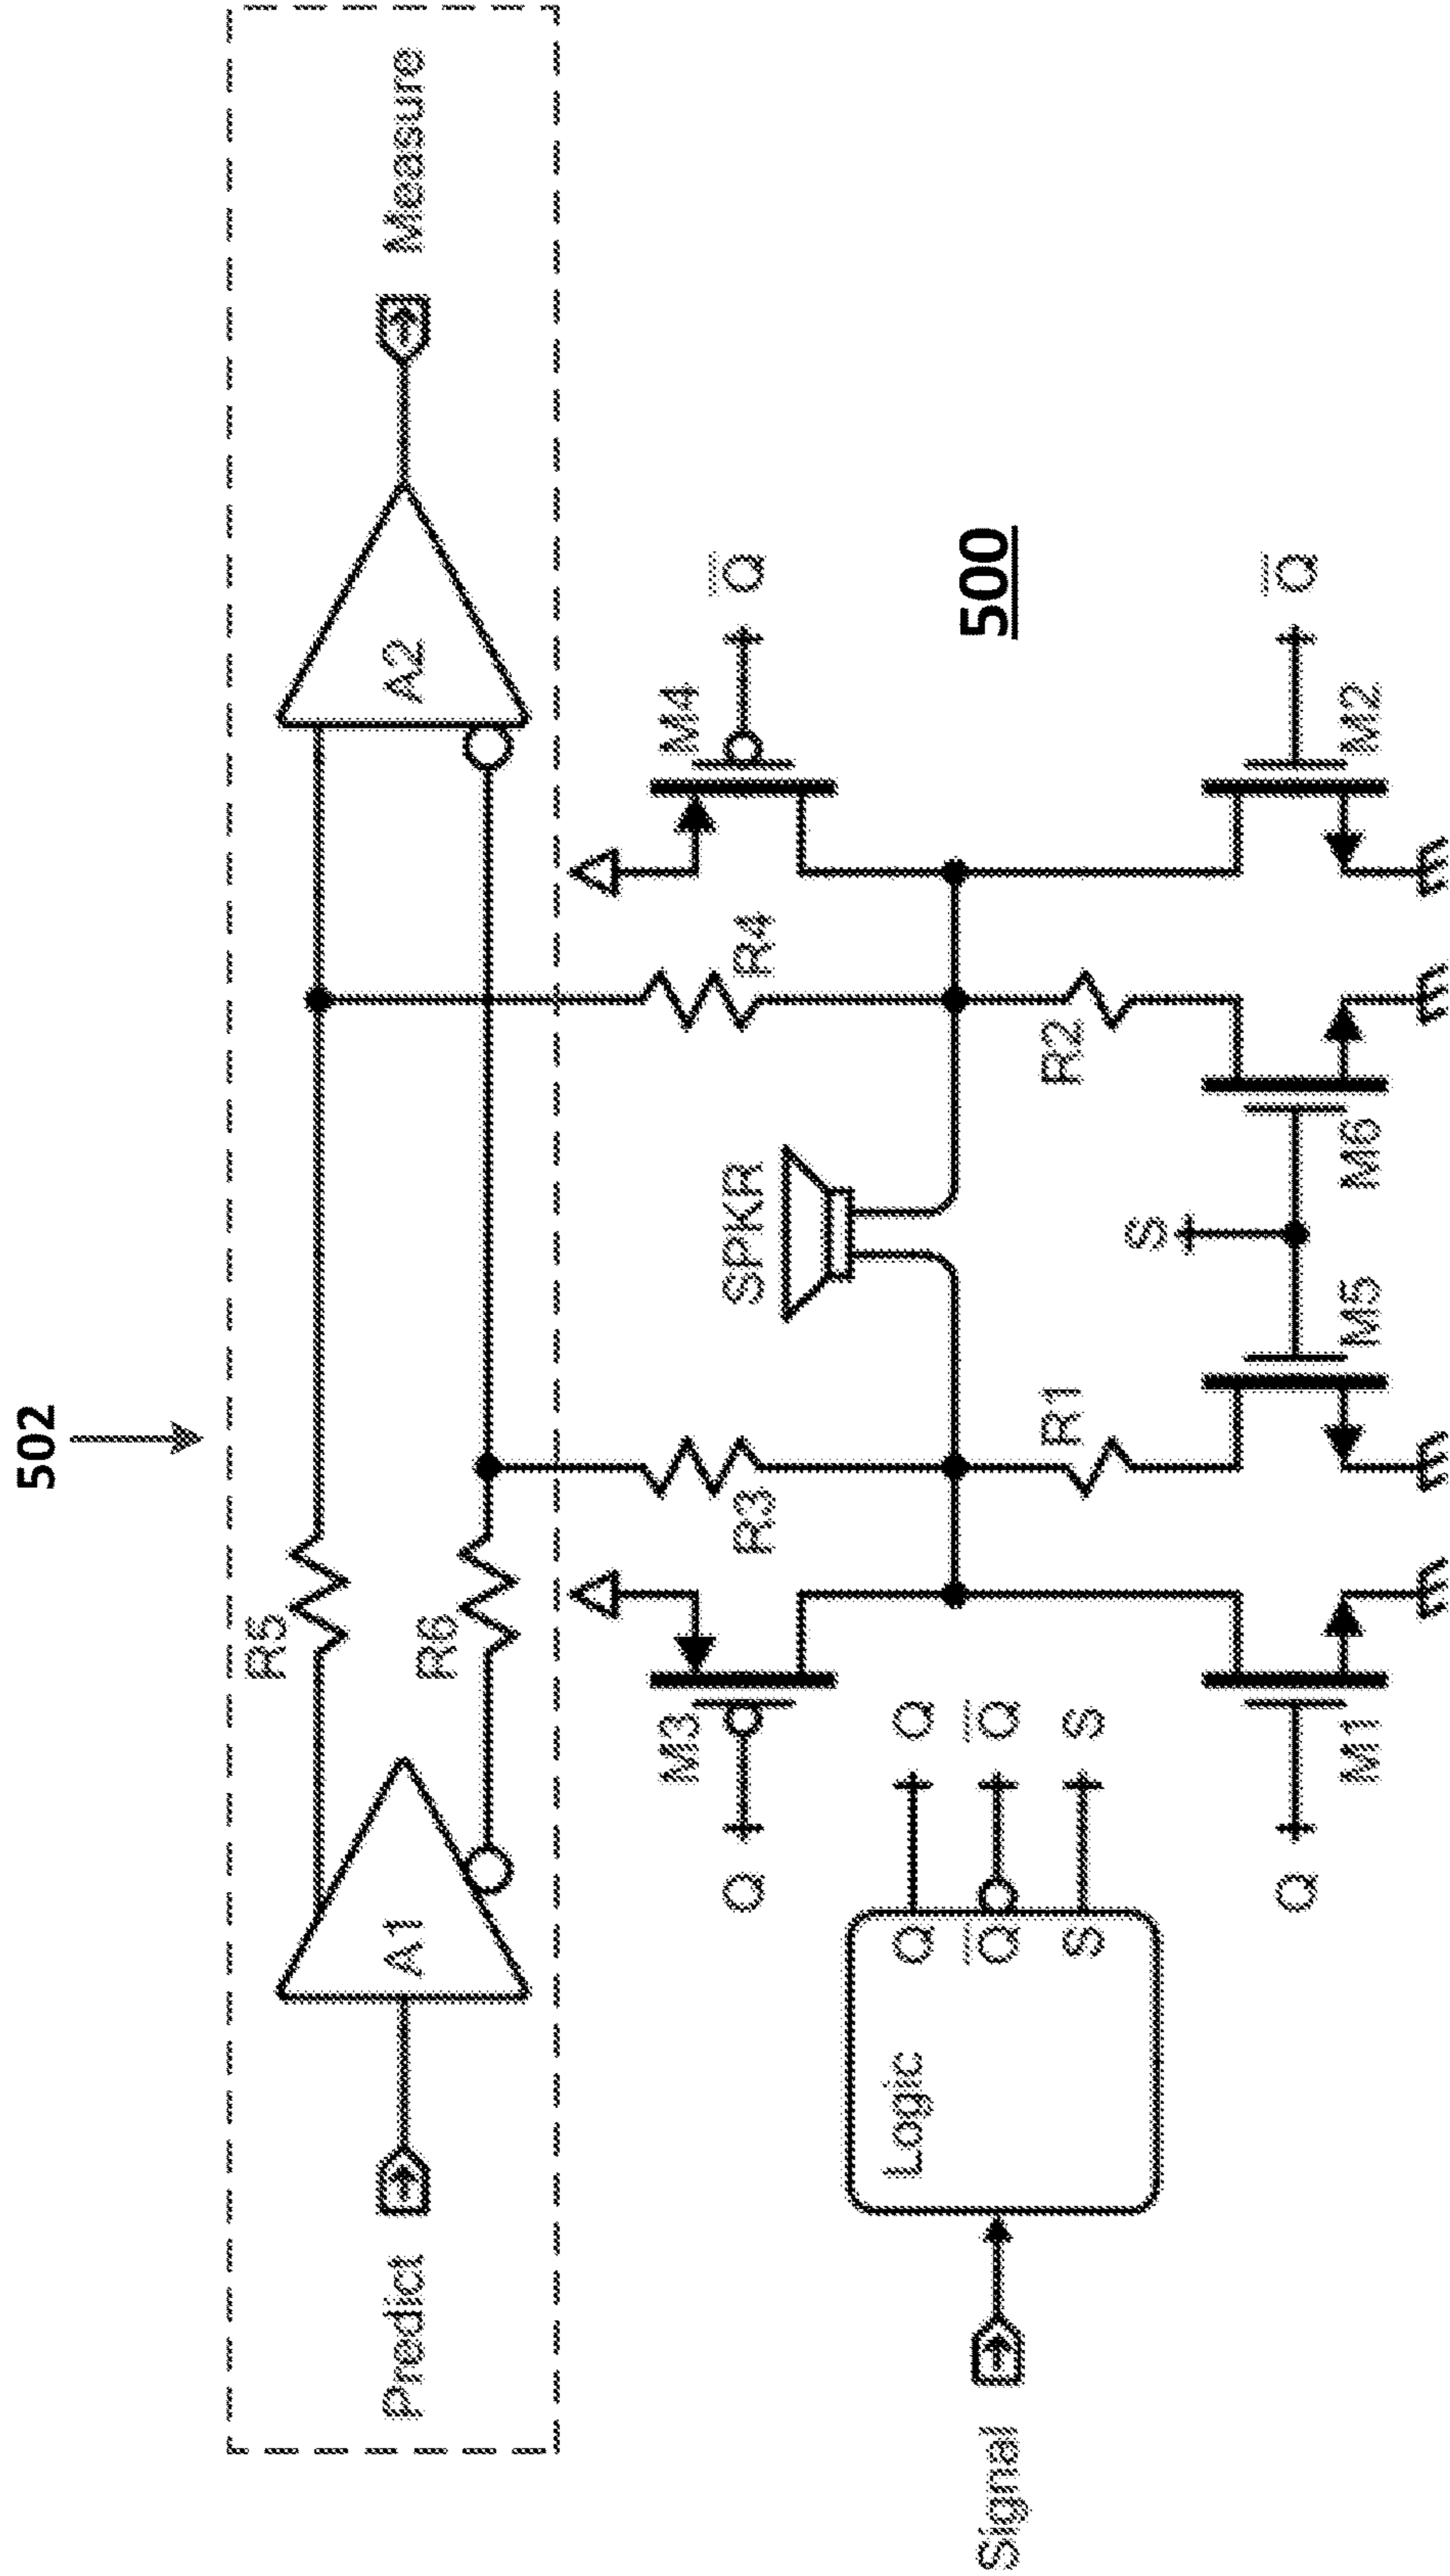 502
Predict
A1
R5
R6
A2
Measure
M3
Q
R3
SPKR
R4
M4
Q̅
Signal
Logic
Q
Q̅
S
Q
Q̅
S
500
R1
S
R2
Q
M1
M5
M6
M2
Q̅